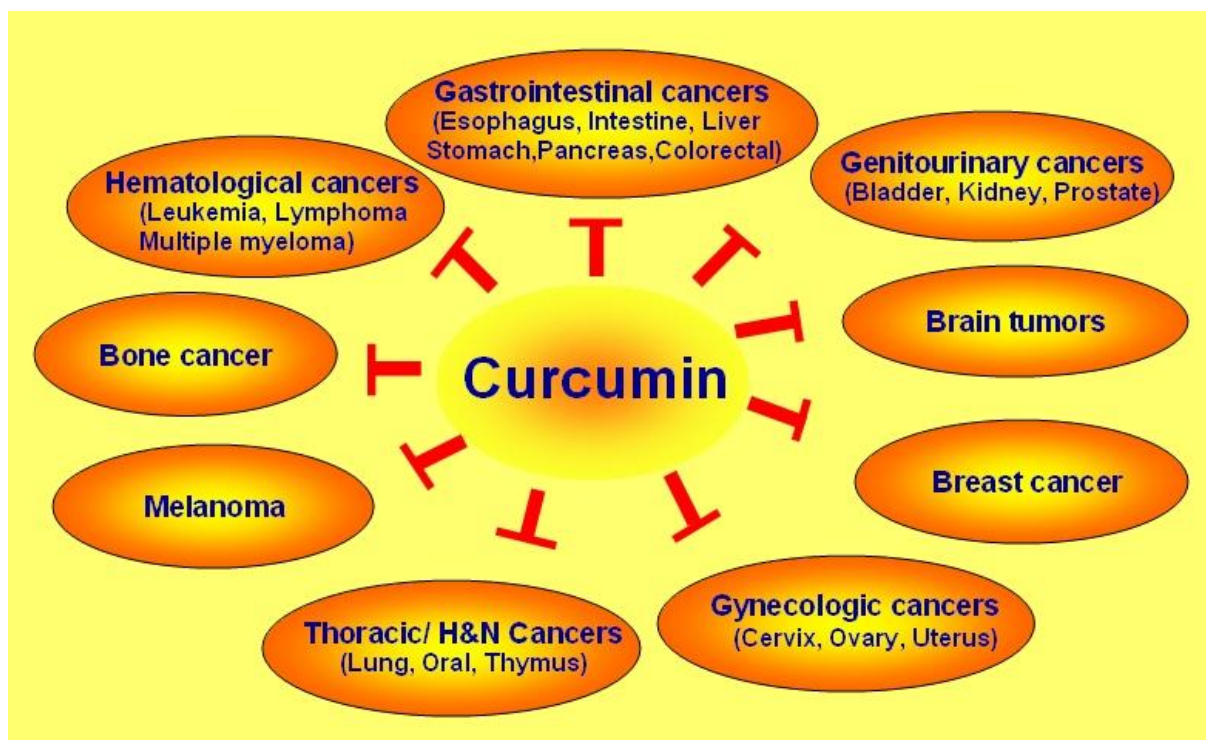 Gastrointestinal cancers
(Esophagus, Intestine, Liver
Stomach,Pancreas,Colorectal)
Hematological cancers
(Leukemia, Lymphoma
Multiple myeloma)
Genitourinary cancers
(Bladder, Kidney, Prostate)
Bone cancer
Curcumin
Brain tumors
Melanoma
Breast cancer
Thoracic/ H&N Cancers
(Lung, Oral, Thymus)
Gynecologic cancers
(Cervix, Ovary, Uterus)